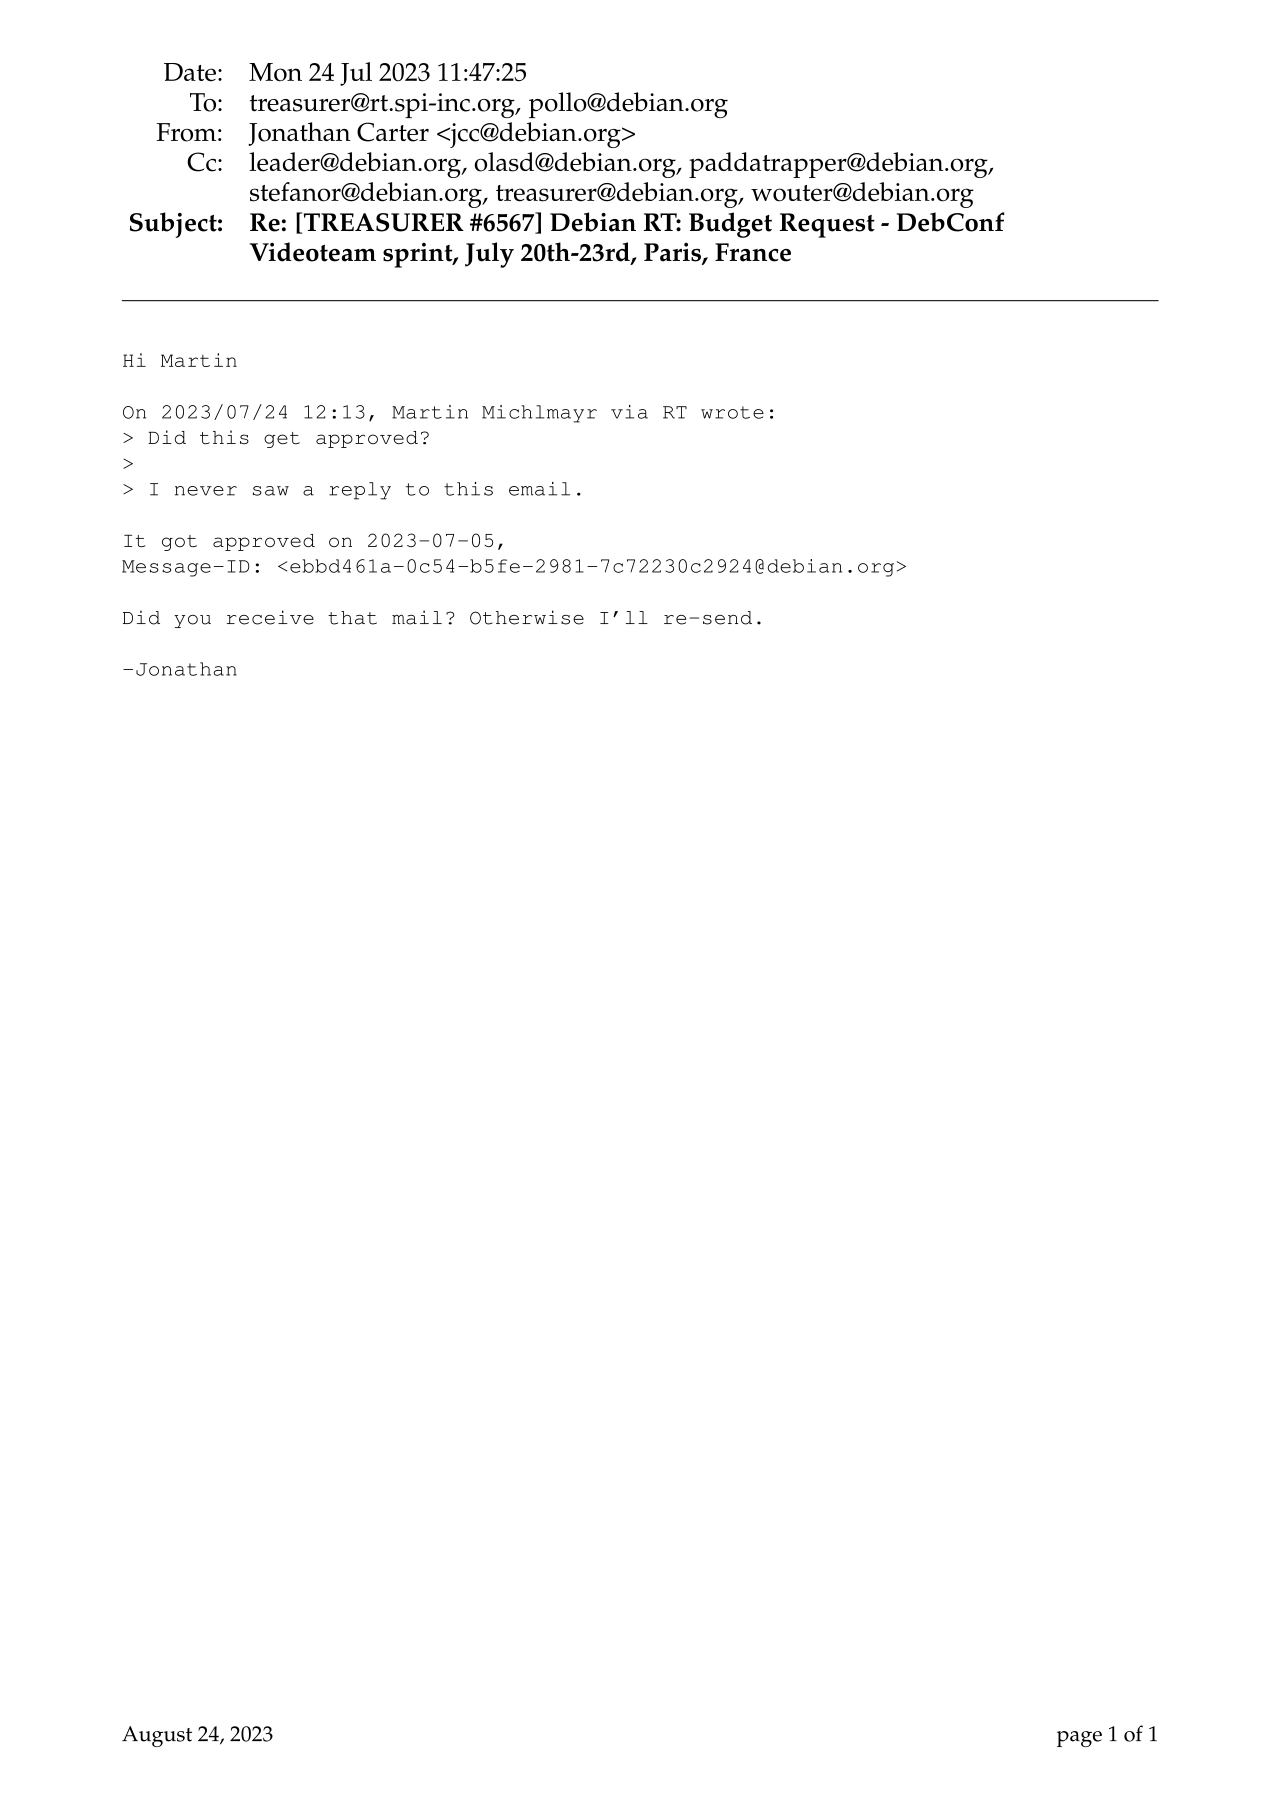 Date: Mon 24 Jul 2023 11:47:25
To: treasurer@rt.spi-inc.org, pollo@debian.org
From: Jonathan Carter <jcc@debian.org>
Cc: leader@debian.org, olasd@debian.org, paddatrapper@debian.org,
stefanor@debian.org, treasurer@debian.org, wouter@debian.org
Subject: Re: [TREASURER #6567] Debian RT: Budget Request - DebConf
Videoteam sprint, July 20th-23rd, Paris, France
Hi Martin
On 2023/07/24 12:13, Martin Michlmayr via RT wrote:
> Did this get approved?
>
> I never saw a reply to this email.
It got approved on 2023-07-05,
Message-ID: <ebbd461a-0c54-b5fe-2981-7c72230c2924@debian.org>
Did you receive that mail? Otherwise I’ll re-send.
-Jonathan
August 24, 2023
page 1 of 1